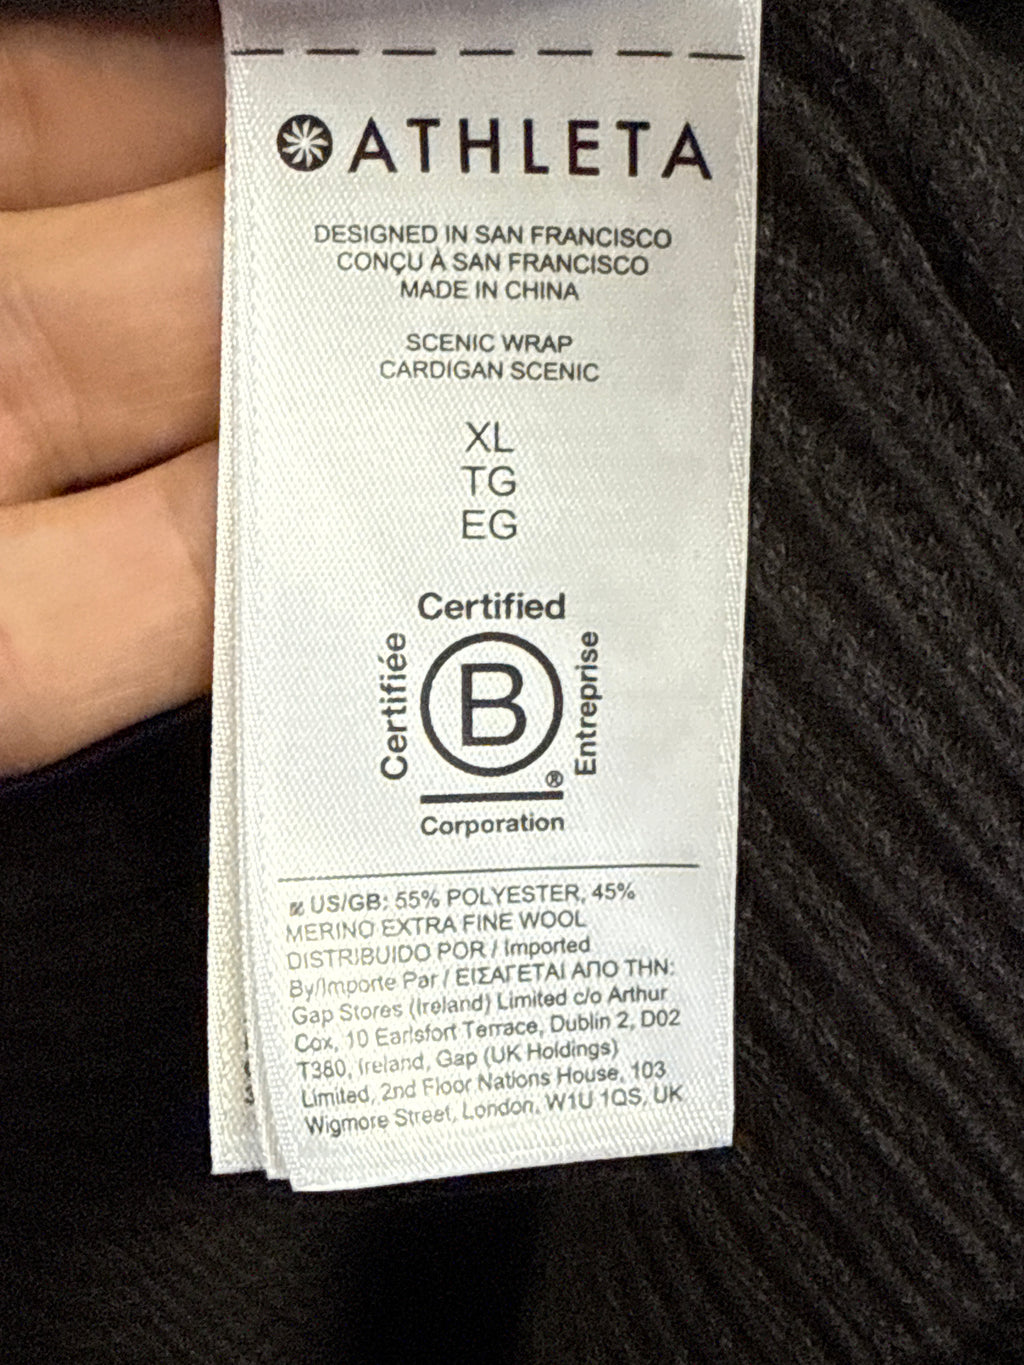 ATHLETA
DESIGNED IN SAN FRANCISCO
CONÇU À SAN FRANCISCO
MADE IN CHINA
SCENIC WRAP
CARDIGAN SCENIC
XL
TG
EG
Certified
Certifiée
B
Entreprise
®
Corporation
US/GB: 55% POLYESTER, 45%
MERINO EXTRA FINE WOOL
DISTRIBUIDO POR / Imported
By/Importe Par / ΕΙΣΑΓΕΤΑΙ ΑΠΟ ΤΗΝ:
Gap Stores (Ireland) Limited c/o Arthur
Cox, 10 Earlsfort Terrace, Dublin 2, D02
T380, Ireland, Gap (UK Holdings)
Limited, 2nd Floor Nations House, 103
Wigmore Street, London, W1U 1QS, UK